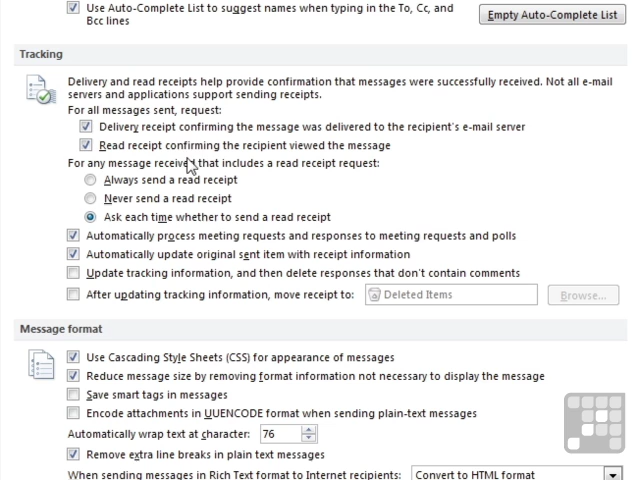 Use Auto-Complete List to suggest names when typing in the To, Cc, and
Bcc lines
Empty Auto-Complete List
Tracking
Delivery and read receipts help provide confirmation that messages were successfully received. Not all e-mail
servers and applications support sending receipts.
For all messages sent, request:
Delivery receipt confirming the message was delivered to the recipient's e-mail server
Read receipt confirming the recipient viewed the message
For any message received that includes a read receipt request:
Always send a read receipt
Never send a read receipt
Ask each time whether to send a read receipt
Automatically process meeting requests and responses to meeting requests and polls
Automatically update original sent item with receipt information
Update tracking information, and then delete responses that don't contain comments
After updating tracking information, move receipt to:
Deleted Items
Browse...
Message format
Use Cascading Style Sheets (CSS) for appearance of messages
Reduce message size by removing format information not necessary to display the message
Save smart tags in messages
Encode attachments in UUENCODE format when sending plain-text messages
Automatically wrap text at character: 76
Remove extra line breaks in plain text messages
When sending messages in Rich Text format to Internet recipients: Convert to HTML format